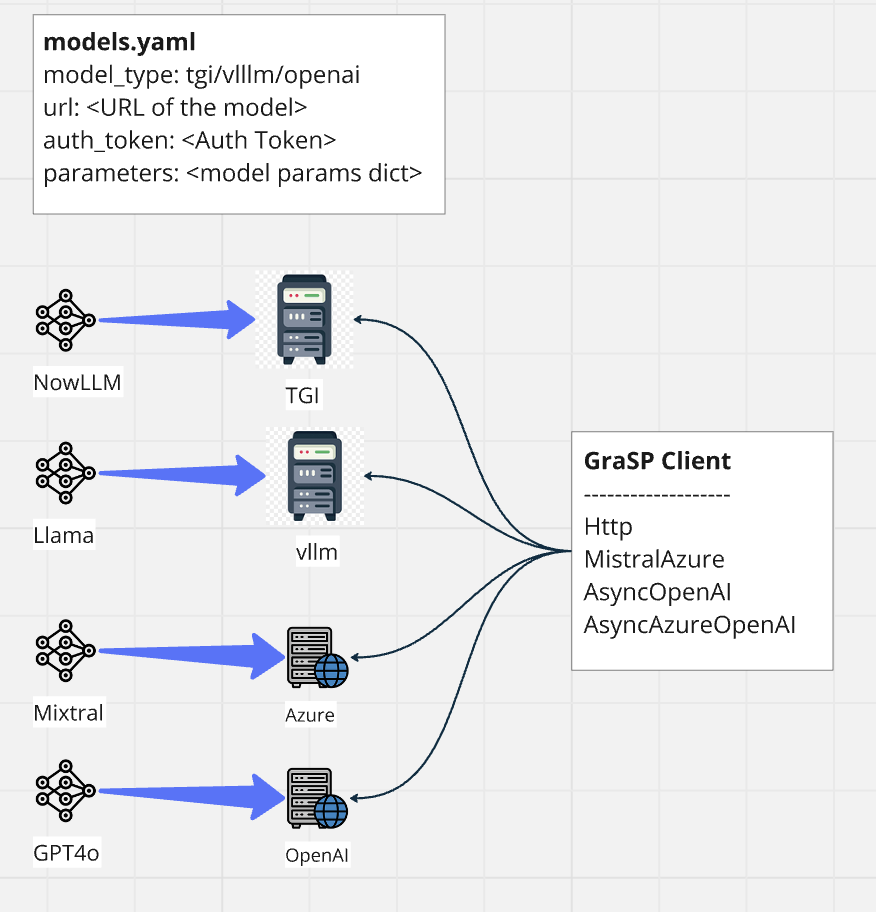 models.yaml
model_type: tgi/vlllm/openai
url: <URL of the model>
auth_token: <Auth Token>
parameters: <model params dict>
NowLLM
TGI
Llama
vllm
GraSP Client
-------------------
Http
MistralAzure
AsyncOpenAI
AsyncAzureOpenAI
Mixtral
Azure
GPT4o
OpenAI